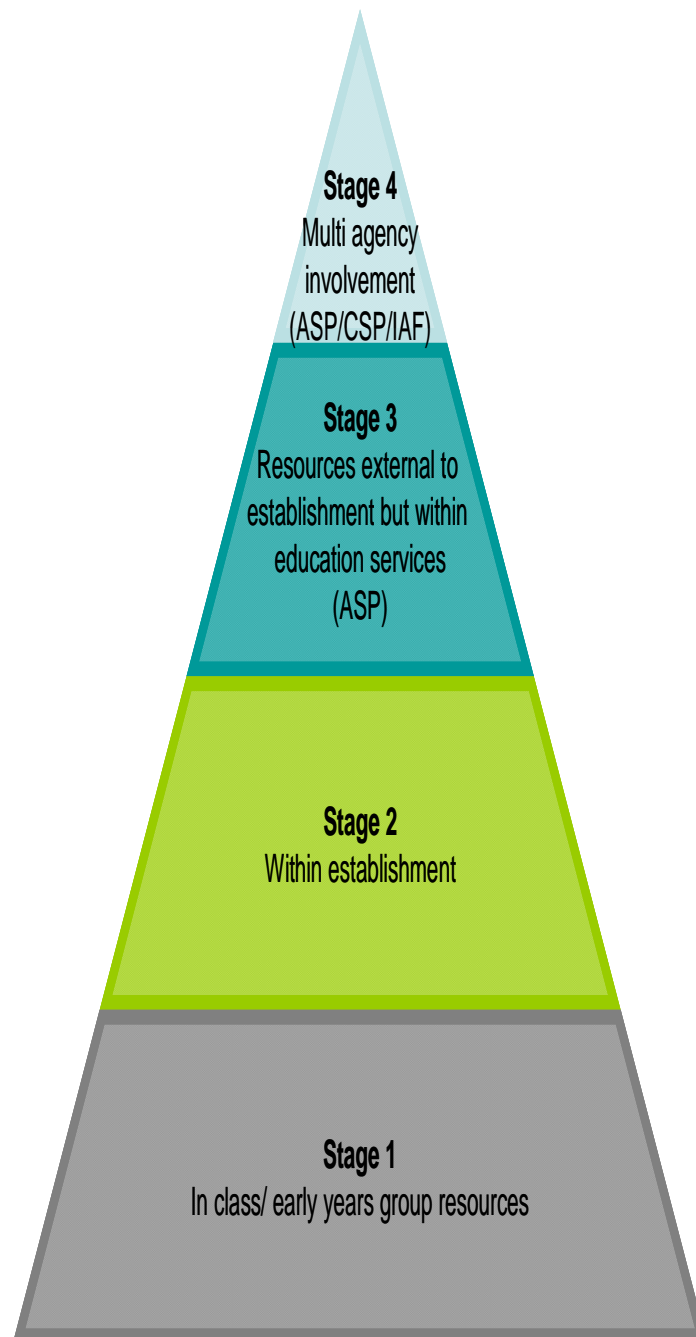 Stage 4
Multi agency
involvement
(ASP/CSP/IAF)
Stage 3
Resources external to
establishment but within
education services
(ASP)
Stage 2
Within establishment
Stage 1
In class/ early years group resources